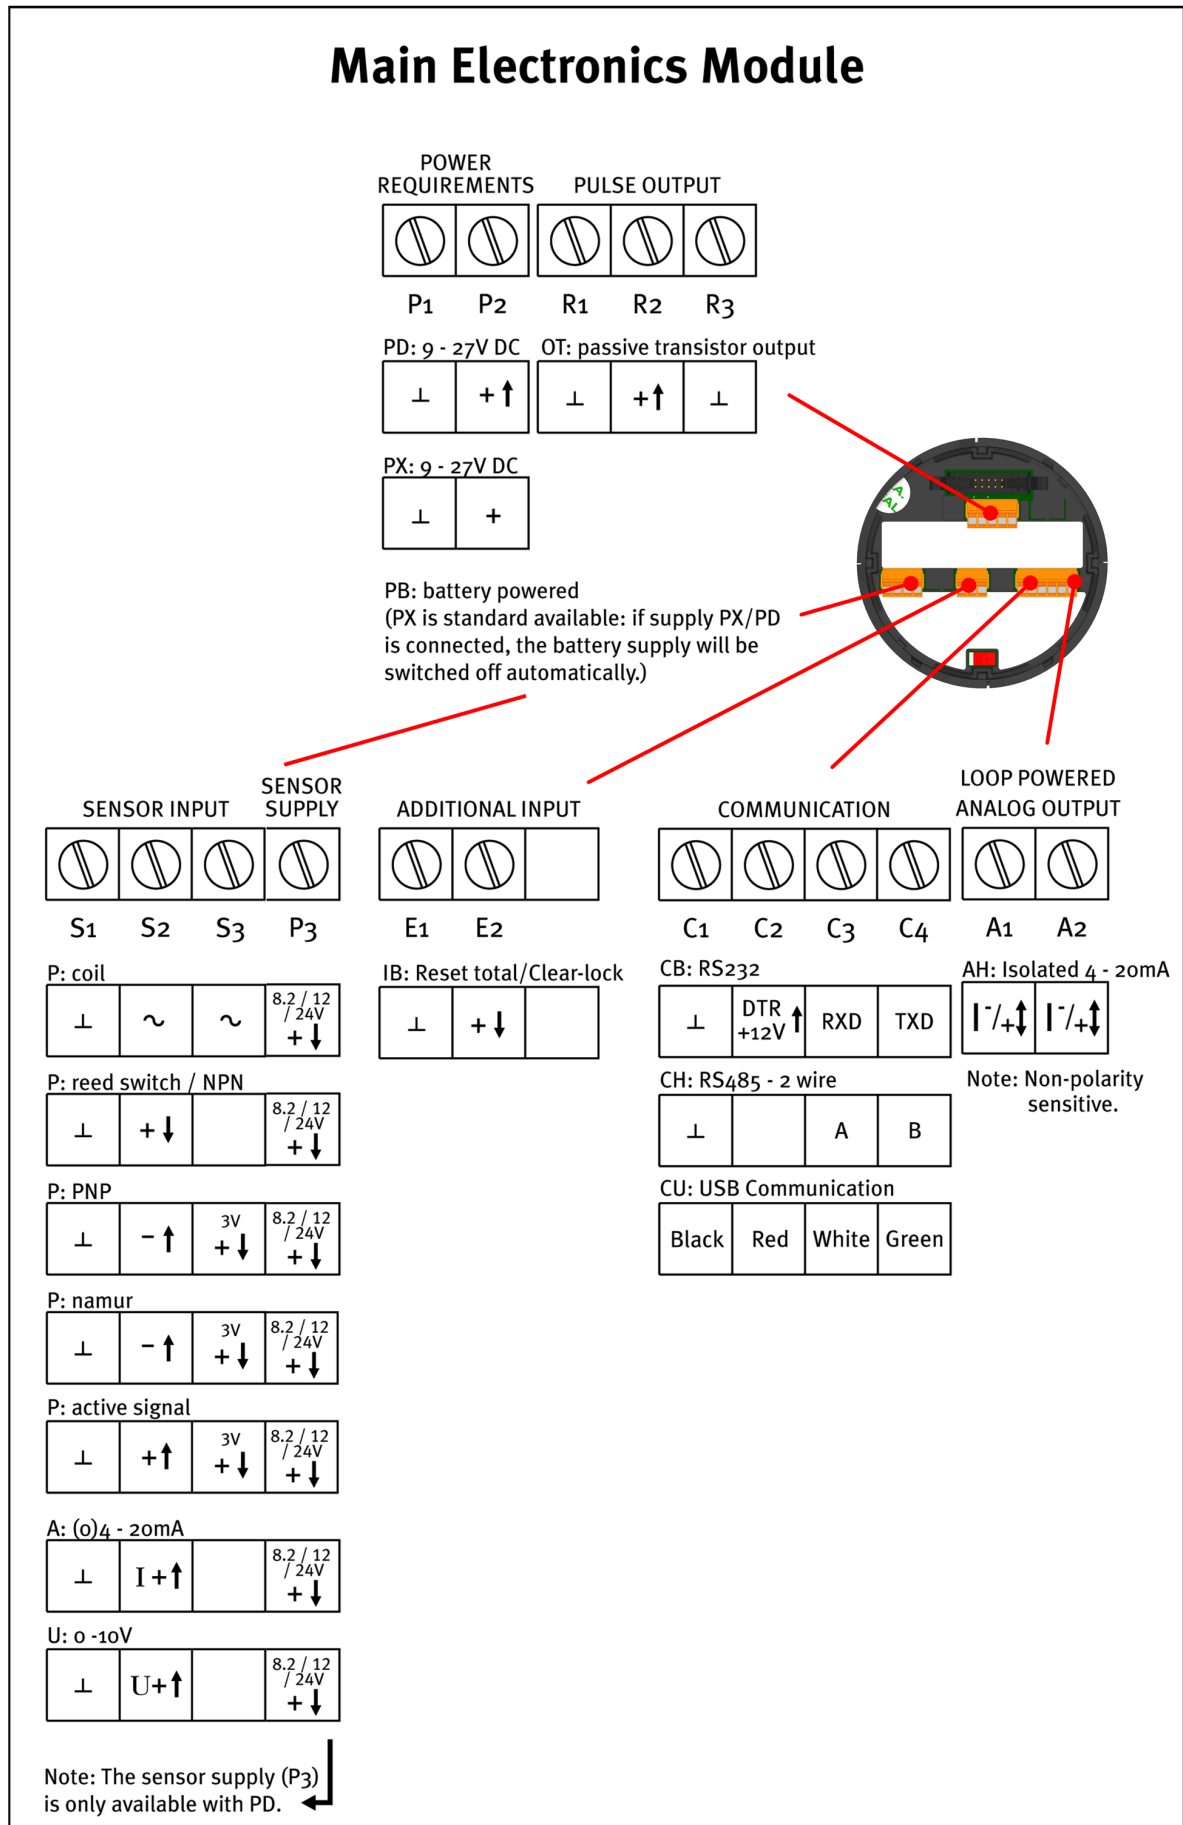 Main Electronics Module
POWER
REQUIREMENTS
PULSE OUTPUT
P1 P2 R1 R2 R3
PD: 9 - 27V DC
OT: passive transistor output
⊥ +↑ ⊥ +↑ ⊥
PX: 9 - 27V DC
⊥ +
A.
AL
PB: battery powered
(PX is standard available: if supply PX/PD
is connected, the battery supply will be
switched off automatically.)
SENSOR INPUT
SENSOR
SUPPLY
S1 S2 S3 P3
P: coil
⊥ ~ ~ 8.2 / 12
/ 24V
+ ↓
P: reed switch / NPN
⊥ +↓ 8.2 / 12
/ 24V
+ ↓
P: PNP
⊥ -↑ 3V
+↓
8.2 / 12
/ 24V
+ ↓
P: namur
⊥ -↑ 3V
+↓
8.2 / 12
/ 24V
+ ↓
P: active signal
⊥ +↑ 3V
+↓
8.2 / 12
/ 24V
+ ↓
A: (0)4 - 20mA
⊥ I+↑ 8.2 / 12
/ 24V
+ ↓
U: 0 -10V
⊥ U+↑ 8.2 / 12
/ 24V
+ ↓
Note: The sensor supply (P3)
is only available with PD.
ADDITIONAL INPUT
E1 E2
IB: Reset total/Clear-lock
⊥ +↓
COMMUNICATION
C1 C2 C3 C4
CB: RS232
⊥ DTR
+12V ↑
RXD TXD
CH: RS485 - 2 wire
⊥ A B
CU: USB Communication
Black Red White Green
LOOP POWERED
ANALOG OUTPUT
A1 A2
AH: Isolated 4 - 20mA
I-/+↕ I-/+↕
Note: Non-polarity
sensitive.